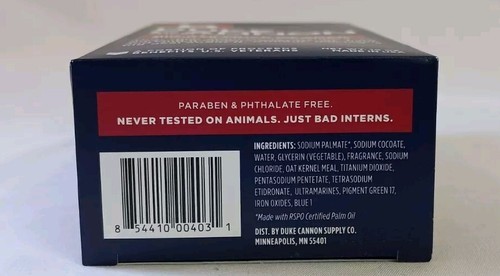 PARABEN & PHTHALATE FREE.
NEVER TESTED ON ANIMALS. JUST BAD INTERNS.
INGREDIENTS: SODIUM PALMATE*, SODIUM COCOATE,
WATER, GLYCERIN (VEGETABLE), FRAGRANCE, SODIUM
CHLORIDE, OAT KERNEL MEAL, TITANIUM DIOXIDE,
PENTASODIUM PENTETATE, TETRASODIUM
ETIDRONATE, ULTRAMARINES, PIGMENT GREEN 17,
IRON OXIDES, BLUE 1
*Made with RSPO Certified Palm Oil
DIST. BY DUKE CANNON SUPPLY CO.
MINNEAPOLIS, MN 55401
8 54410 00403 1